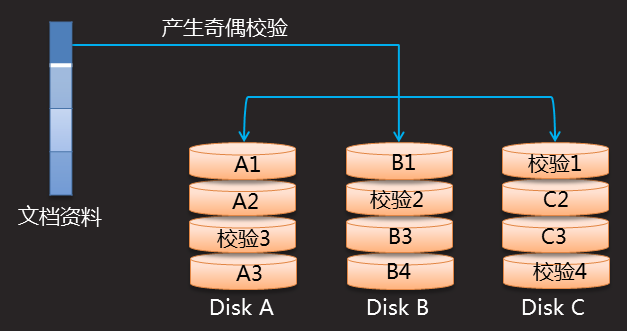 产生奇偶校验
文档资料
A1
B1
校验1
A2
校验2
C2
校验3
B3
C3
A3
B4
校验4
Disk A
Disk B
Disk C